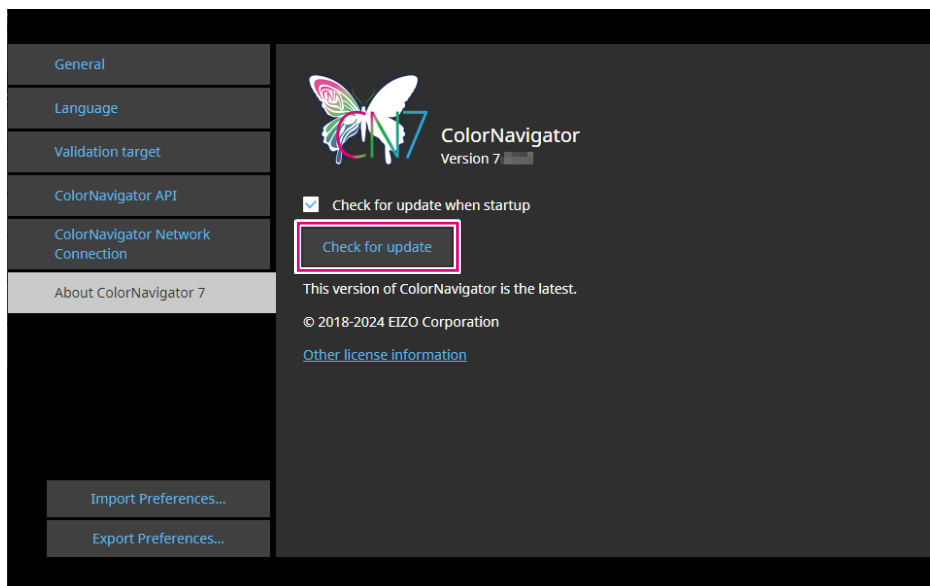 General
Language
Validation target
ColorNavigator API
ColorNavigator Network
Connection
About ColorNavigator 7
Import Preferences...
Export Preferences...
CN7
ColorNavigator
Version 7
Check for update when startup
Check for update
This version of ColorNavigator is the latest.
© 2018-2024 EIZO Corporation
Other license information